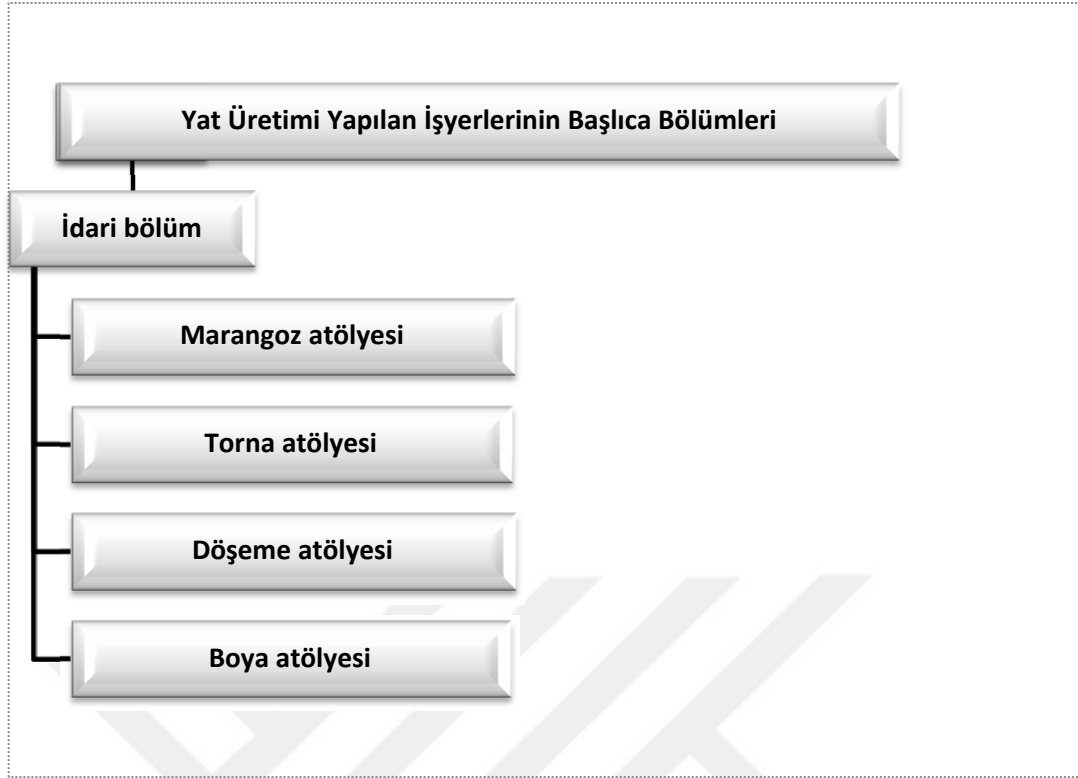 Yat Üretimi Yapılan İşyerlerinin Başlıca Bölümleri
İdari bölüm
Marangoz atölyesi
Torna atölyesi
Döşeme atölyesi
Boya atölyesi